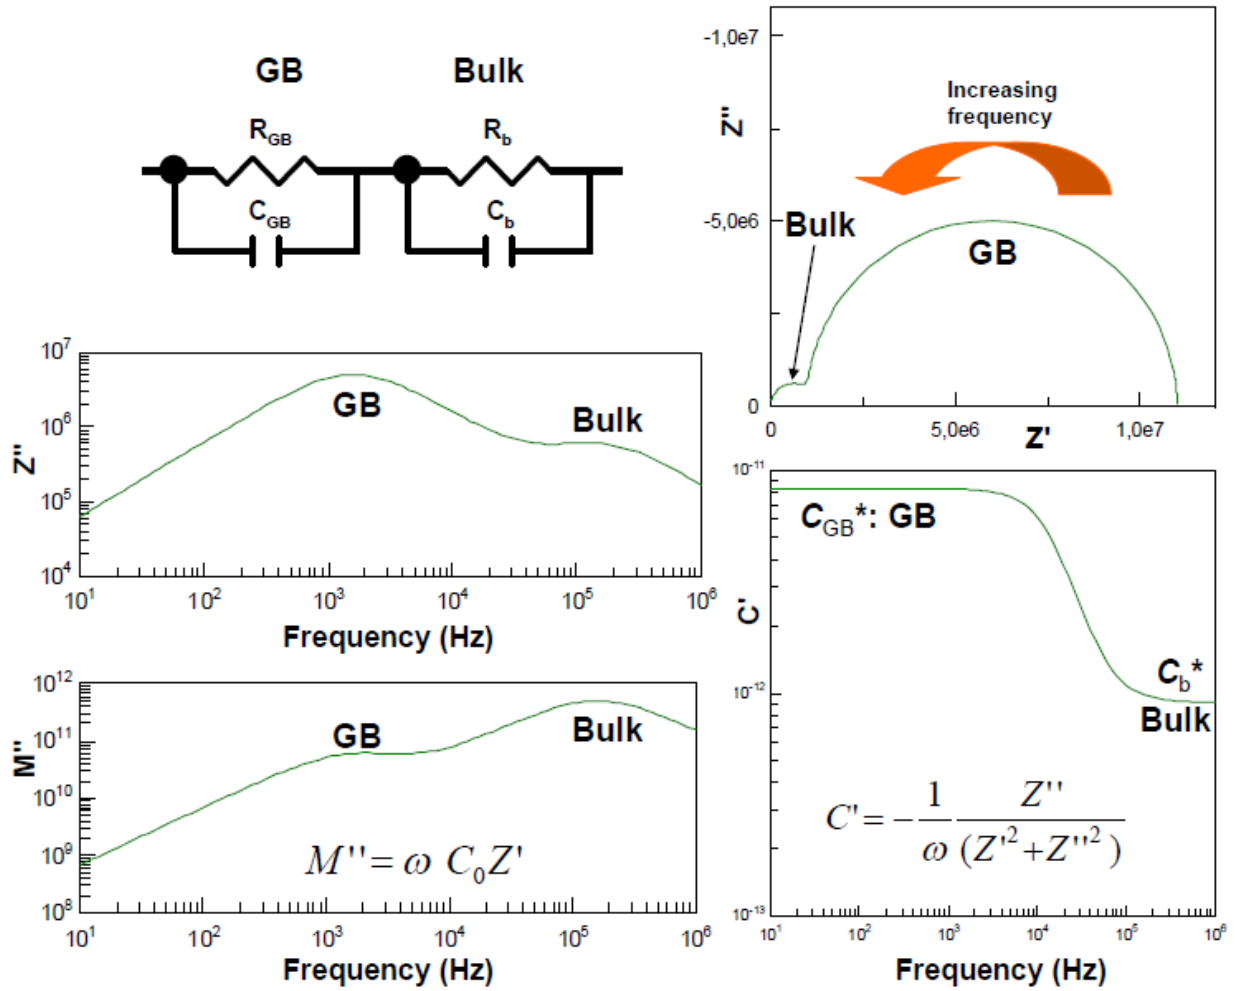 GB Bulk
R_GB R_b
C_GB C_b
Z''
10^7
10^6
10^5
10^4
GB
Bulk
10^1 10^2 10^3 10^4 10^5 10^6
Frequency (Hz)
M''
10^12
10^11
10^10
10^9
10^8
GB
Bulk
M'' = ω C_0 Z'
10^1 10^2 10^3 10^4 10^5 10^6
Frequency (Hz)
Z''
-1,0e7
-5,0e6
0
Increasing
frequency
Bulk
GB
0 5,0e6 1,0e7
Z'
C'
10^-11
10^-12
10^-13
C_GB*: GB
C_b*
Bulk
C' = - 1/ω Z''/(Z'^2+Z''^2)
10^1 10^2 10^3 10^4 10^5 10^6
Frequency (Hz)